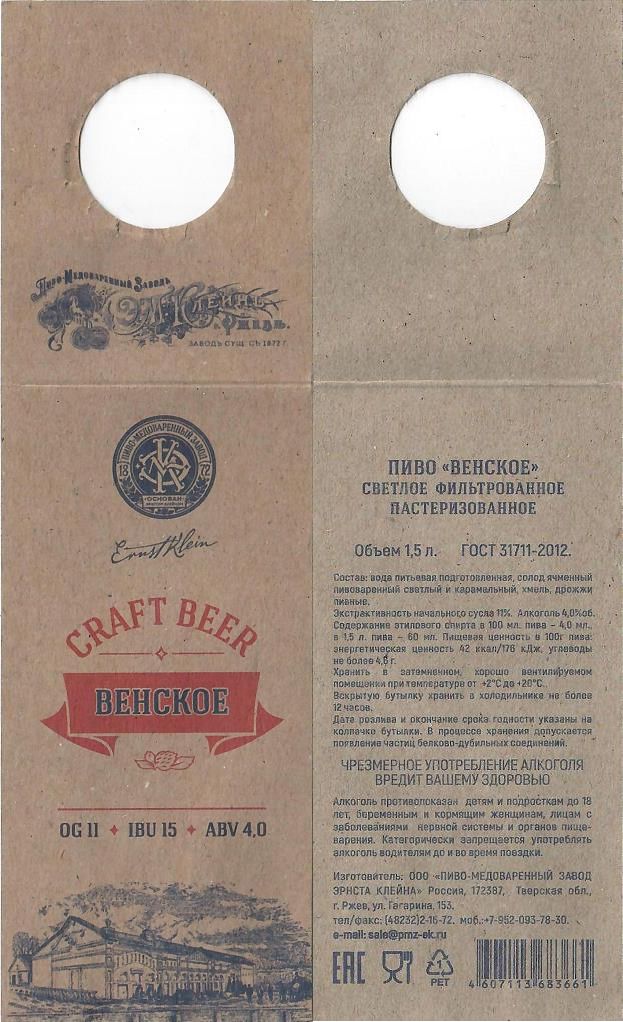 Пиво-Медоваренный Заводъ
Э.М. Клейнъ
Ржевъ.
ЗАВОДЪ СУЩ. СЪ 1872 Г.
ПИВО-МЕДОВАРЕННЫЙ ЗАВОД
18 72
ОСНОВАН
Ernst Klein
CRAFT BEER
ВЕНСКОЕ
OG 11 ✦ IBU 15 ✦ ABV 4,0
ПИВО «ВЕНСКОЕ»
СВЕТЛОЕ ФИЛЬТРОВАННОЕ
ПАСТЕРИЗОВАННОЕ
Объем 1,5 л. ГОСТ 31711-2012.
Состав: вода питьевая подготовленная, солод ячменный
пивоваренный светлый и карамельный, хмель, дрожжи
пивные.
Экстрактивность начального сусла 11%. Алкоголь 4,0%об.
Содержание этилового спирта в 100 мл. пива – 4,0 мл.,
в 1,5 л. пива – 60 мл. Пищевая ценность в 100г пива:
энергетическая ценность 42 ккал/176 кДж, углеводы
не более 4,6 г.
Хранить в затемненном, хорошо вентилируемом
помещении при температуре от +2°С до +20°С.
Вскрытую бутылку хранить в холодильнике не более
12 часов.
Дата розлива и окончание срока годности указаны на
колпачке бутылки. В процессе хранения допускается
появление частиц белково-дубильных соединений.
ЧРЕЗМЕРНОЕ УПОТРЕБЛЕНИЕ АЛКОГОЛЯ
ВРЕДИТ ВАШЕМУ ЗДОРОВЬЮ
Алкоголь противопоказан детям и подросткам до 18
лет, беременным и кормящим женщинам, лицам с
заболеваниями нервной системы и органов пище-
варения. Категорически запрещается употреблять
алкоголь водителям до и во время поездки.
Изготовитель: ООО «ПИВО-МЕДОВАРЕННЫЙ ЗАВОД
ЭРНСТА КЛЕЙНА» Россия, 172387, Тверская обл.,
г. Ржев, ул. Гагарина, 153.
тел/факс: (48232)2-16-72. моб.:+7-952-093-78-30.
e-mail: sale@pmz-ek.ru
EAC
1
PET
4 607113 683661